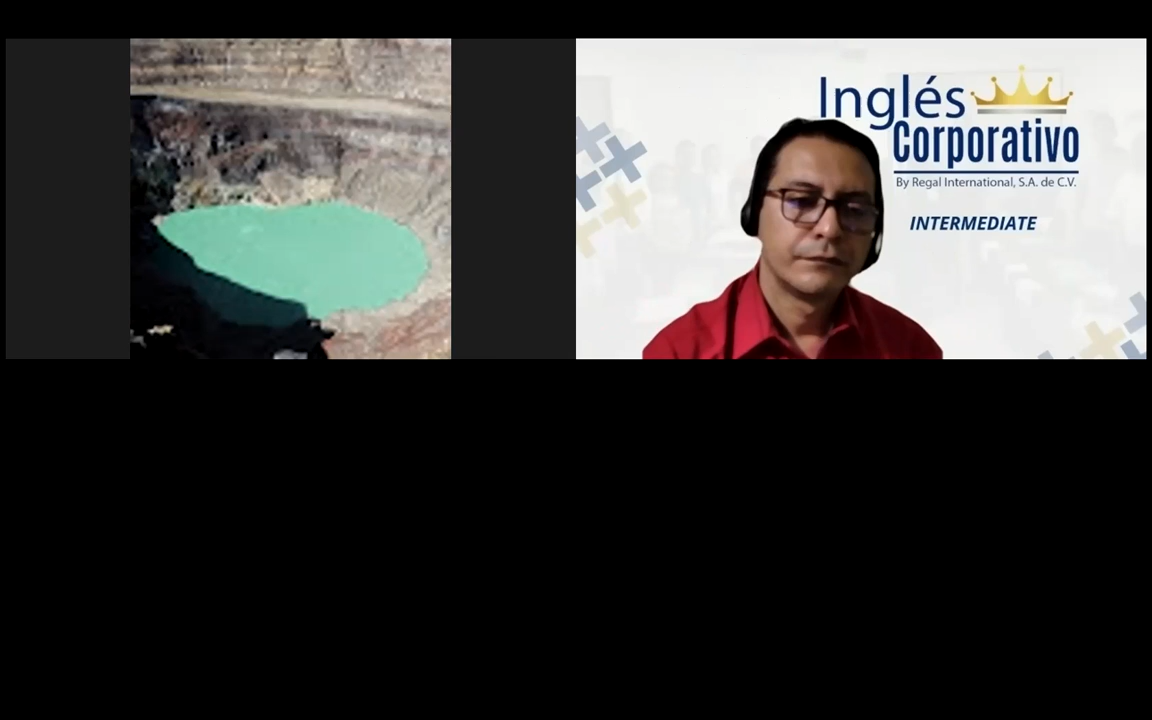 Inglés
Corporativo
By Regal International, S.A. de C.V.
INTERMEDIATE